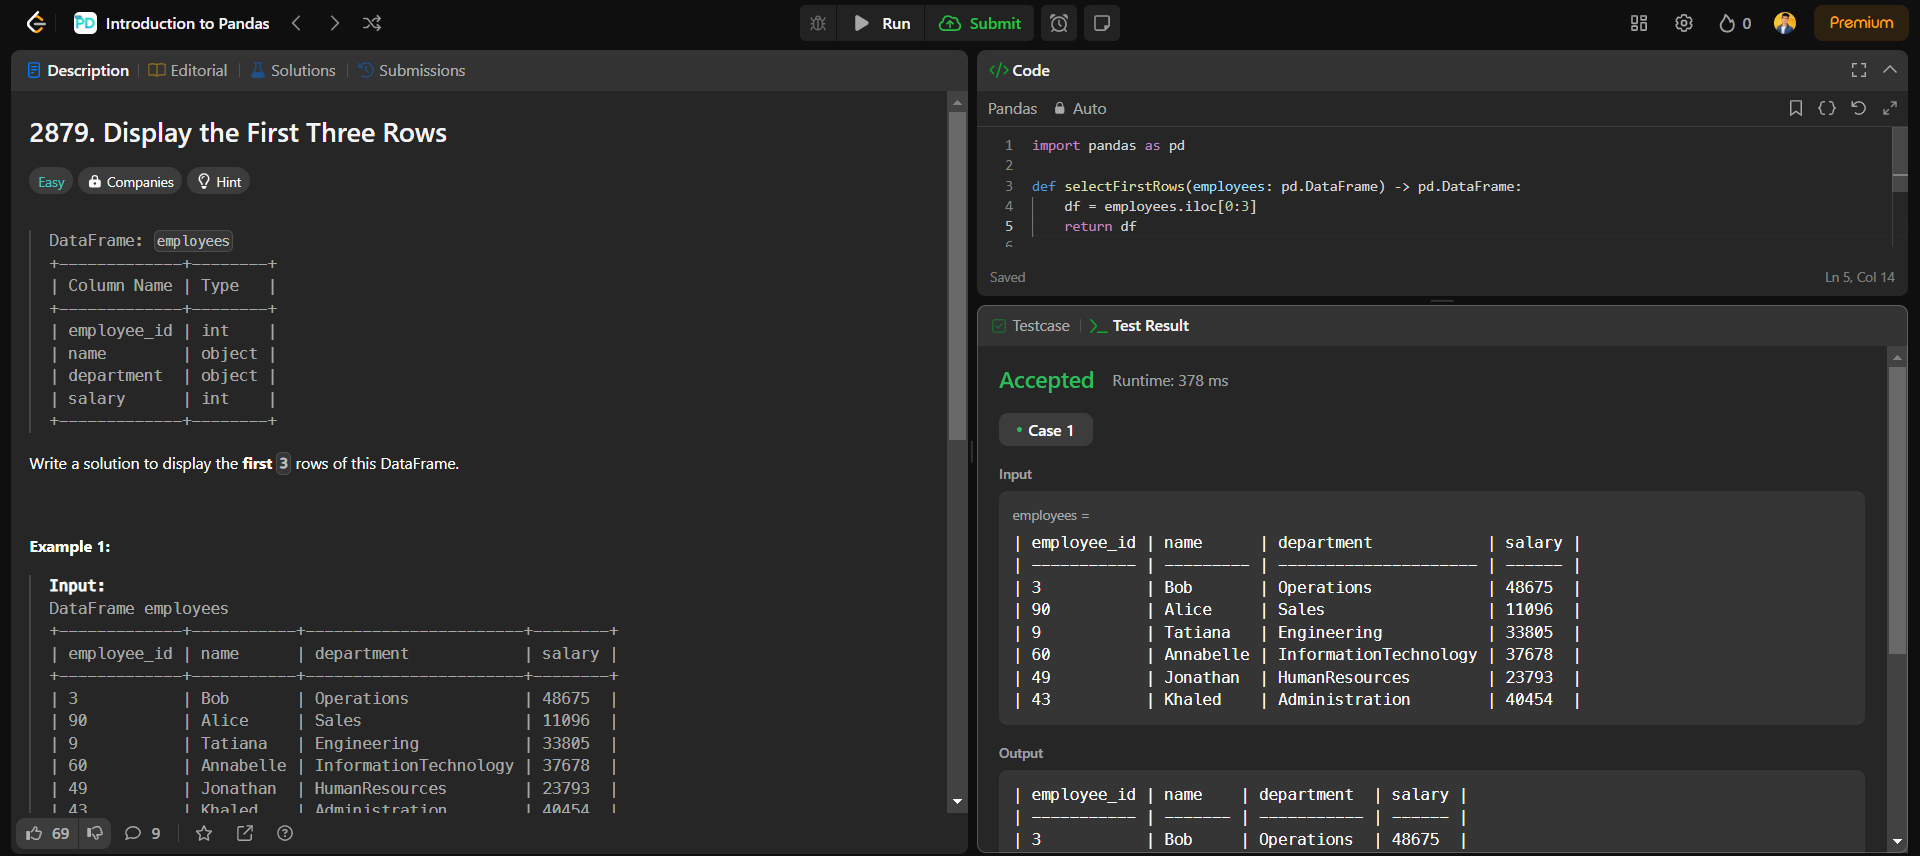 Introduction to Pandas
Run
Submit
0
Premium
Description
Editorial
Solutions
Submissions
2879. Display the First Three Rows
Easy
Companies
Hint
DataFrame: employees
+-------------+--------+
| Column Name | Type   |
+-------------+--------+
| employee_id | int    |
| name        | object |
| department  | object |
| salary      | int    |
+-------------+--------+
Write a solution to display the first 3 rows of this DataFrame.
Example 1:
Input:
DataFrame employees
+-------------+-----------+-----------------------+--------+
| employee_id | name      | department            | salary |
+-------------+-----------+-----------------------+--------+
| 3           | Bob       | Operations            | 48675  |
| 90          | Alice     | Sales                 | 11096  |
| 9           | Tatiana   | Engineering           | 33805  |
| 60          | Annabelle | InformationTechnology | 37678  |
| 49          | Jonathan  | HumanResources        | 23793  |
| 43          | Khaled    | Administration        | 40454  |
69
9
</> Code
Pandas
Auto
1 import pandas as pd
2
3 def selectFirstRows(employees: pd.DataFrame) -> pd.DataFrame:
4     df = employees.iloc[0:3]
5     return df
6
Saved
Ln 5, Col 14
Testcase
Test Result
Accepted
Runtime: 378 ms
Case 1
Input
employees =
| employee_id | name      | department            | salary |
| ----------- | --------- | --------------------- | ------ |
| 3           | Bob       | Operations            | 48675  |
| 90          | Alice     | Sales                 | 11096  |
| 9           | Tatiana   | Engineering           | 33805  |
| 60          | Annabelle | InformationTechnology | 37678  |
| 49          | Jonathan  | HumanResources        | 23793  |
| 43          | Khaled    | Administration        | 40454  |
Output
| employee_id | name    | department  | salary |
| ----------- | ------- | ----------- | ------ |
| 3           | Bob     | Operations  | 48675  |